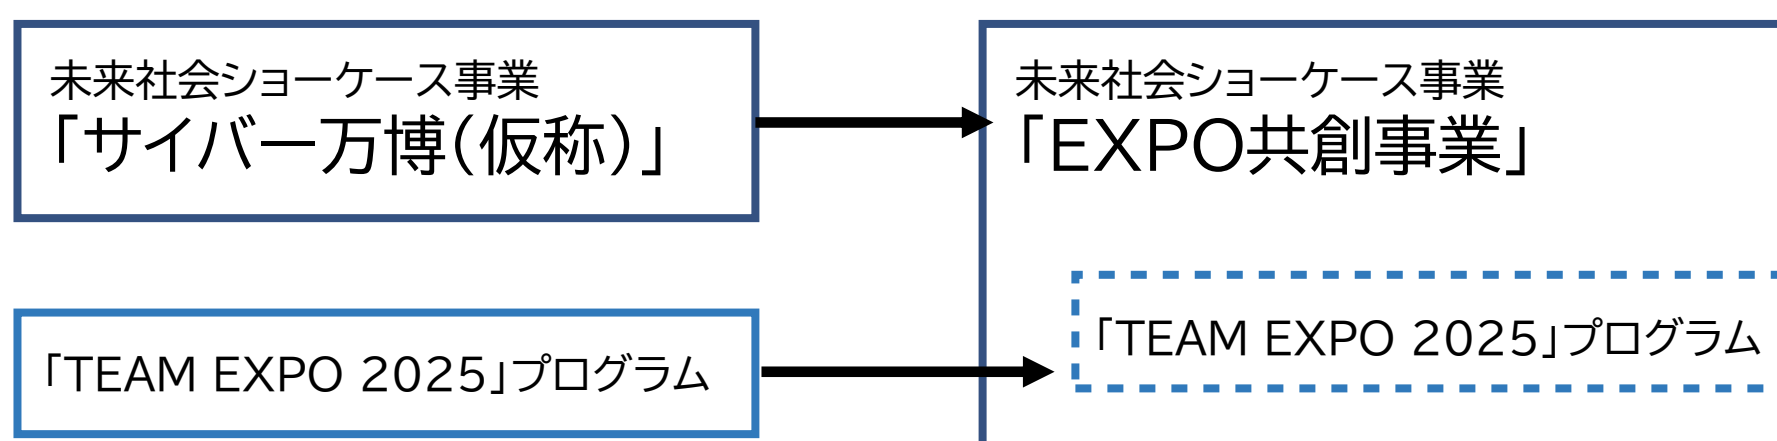 未来社会ショーケース事業
「サイバー万博(仮称)」
「TEAM EXPO 2025」プログラム
未来社会ショーケース事業
「EXPO共創事業」
「TEAM EXPO 2025」プログラム